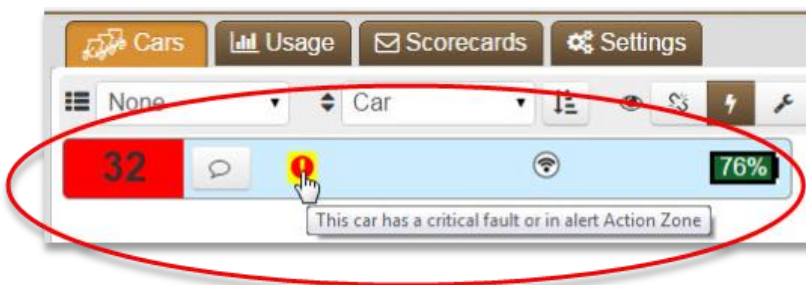 Cars Usage Scorecards Settings
None Car
32 76%
This car has a critical fault or in alert Action Zone